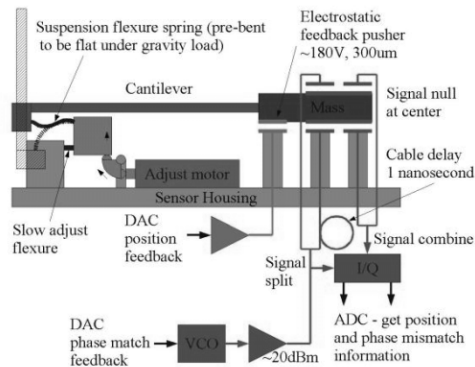 Suspension flexure spring (pre-bent
to be flat under gravity load)
Electrostatic
feedback pusher
~180V, 300um
Cantilever
Mass
Signal null
at center
Cable delay
1 nanosecond
Adjust motor
Sensor Housing
Slow adjust
flexure
DAC
position
feedback
Signal combine
Signal
split
I/Q
DAC
phase match
feedback
VCO
~20dBm
ADC - get position
and phase mismatch
information